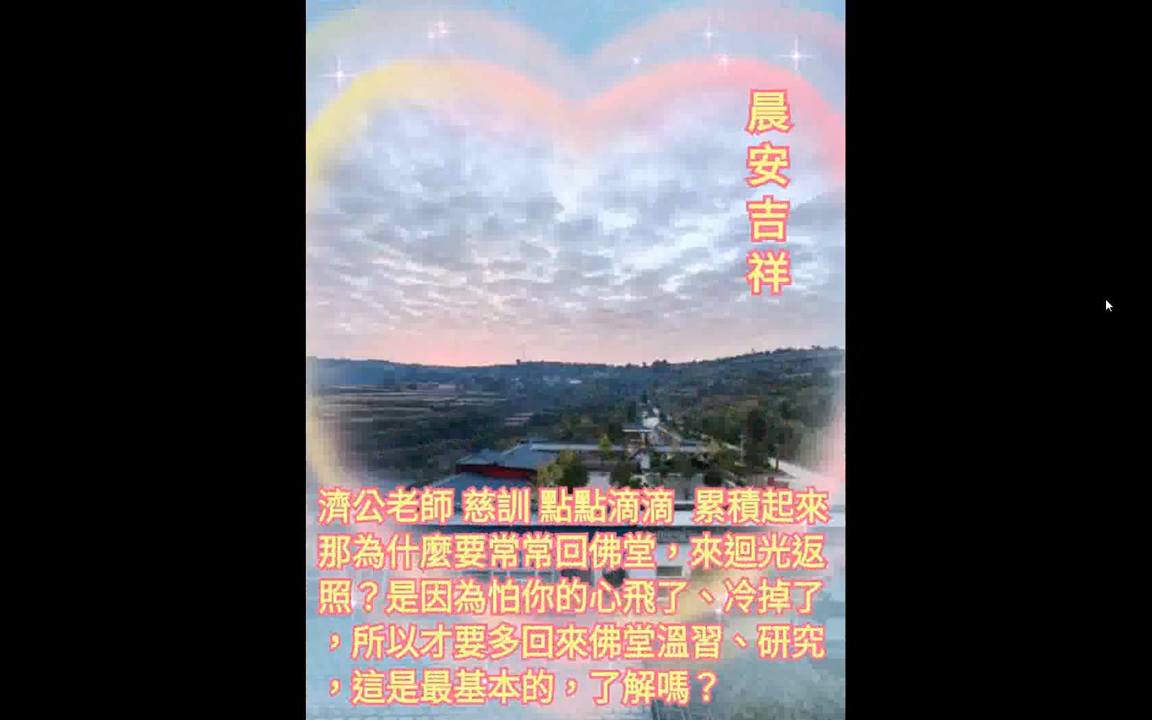 晨安吉祥
濟公老師 慈訓 點點滴滴 累積起來
那為什麼要常常回佛堂，來迴光返
照？是因為怕你的心飛了、冷掉了
，所以才要多回來佛堂溫習、研究
，這是最基本的，了解嗎？